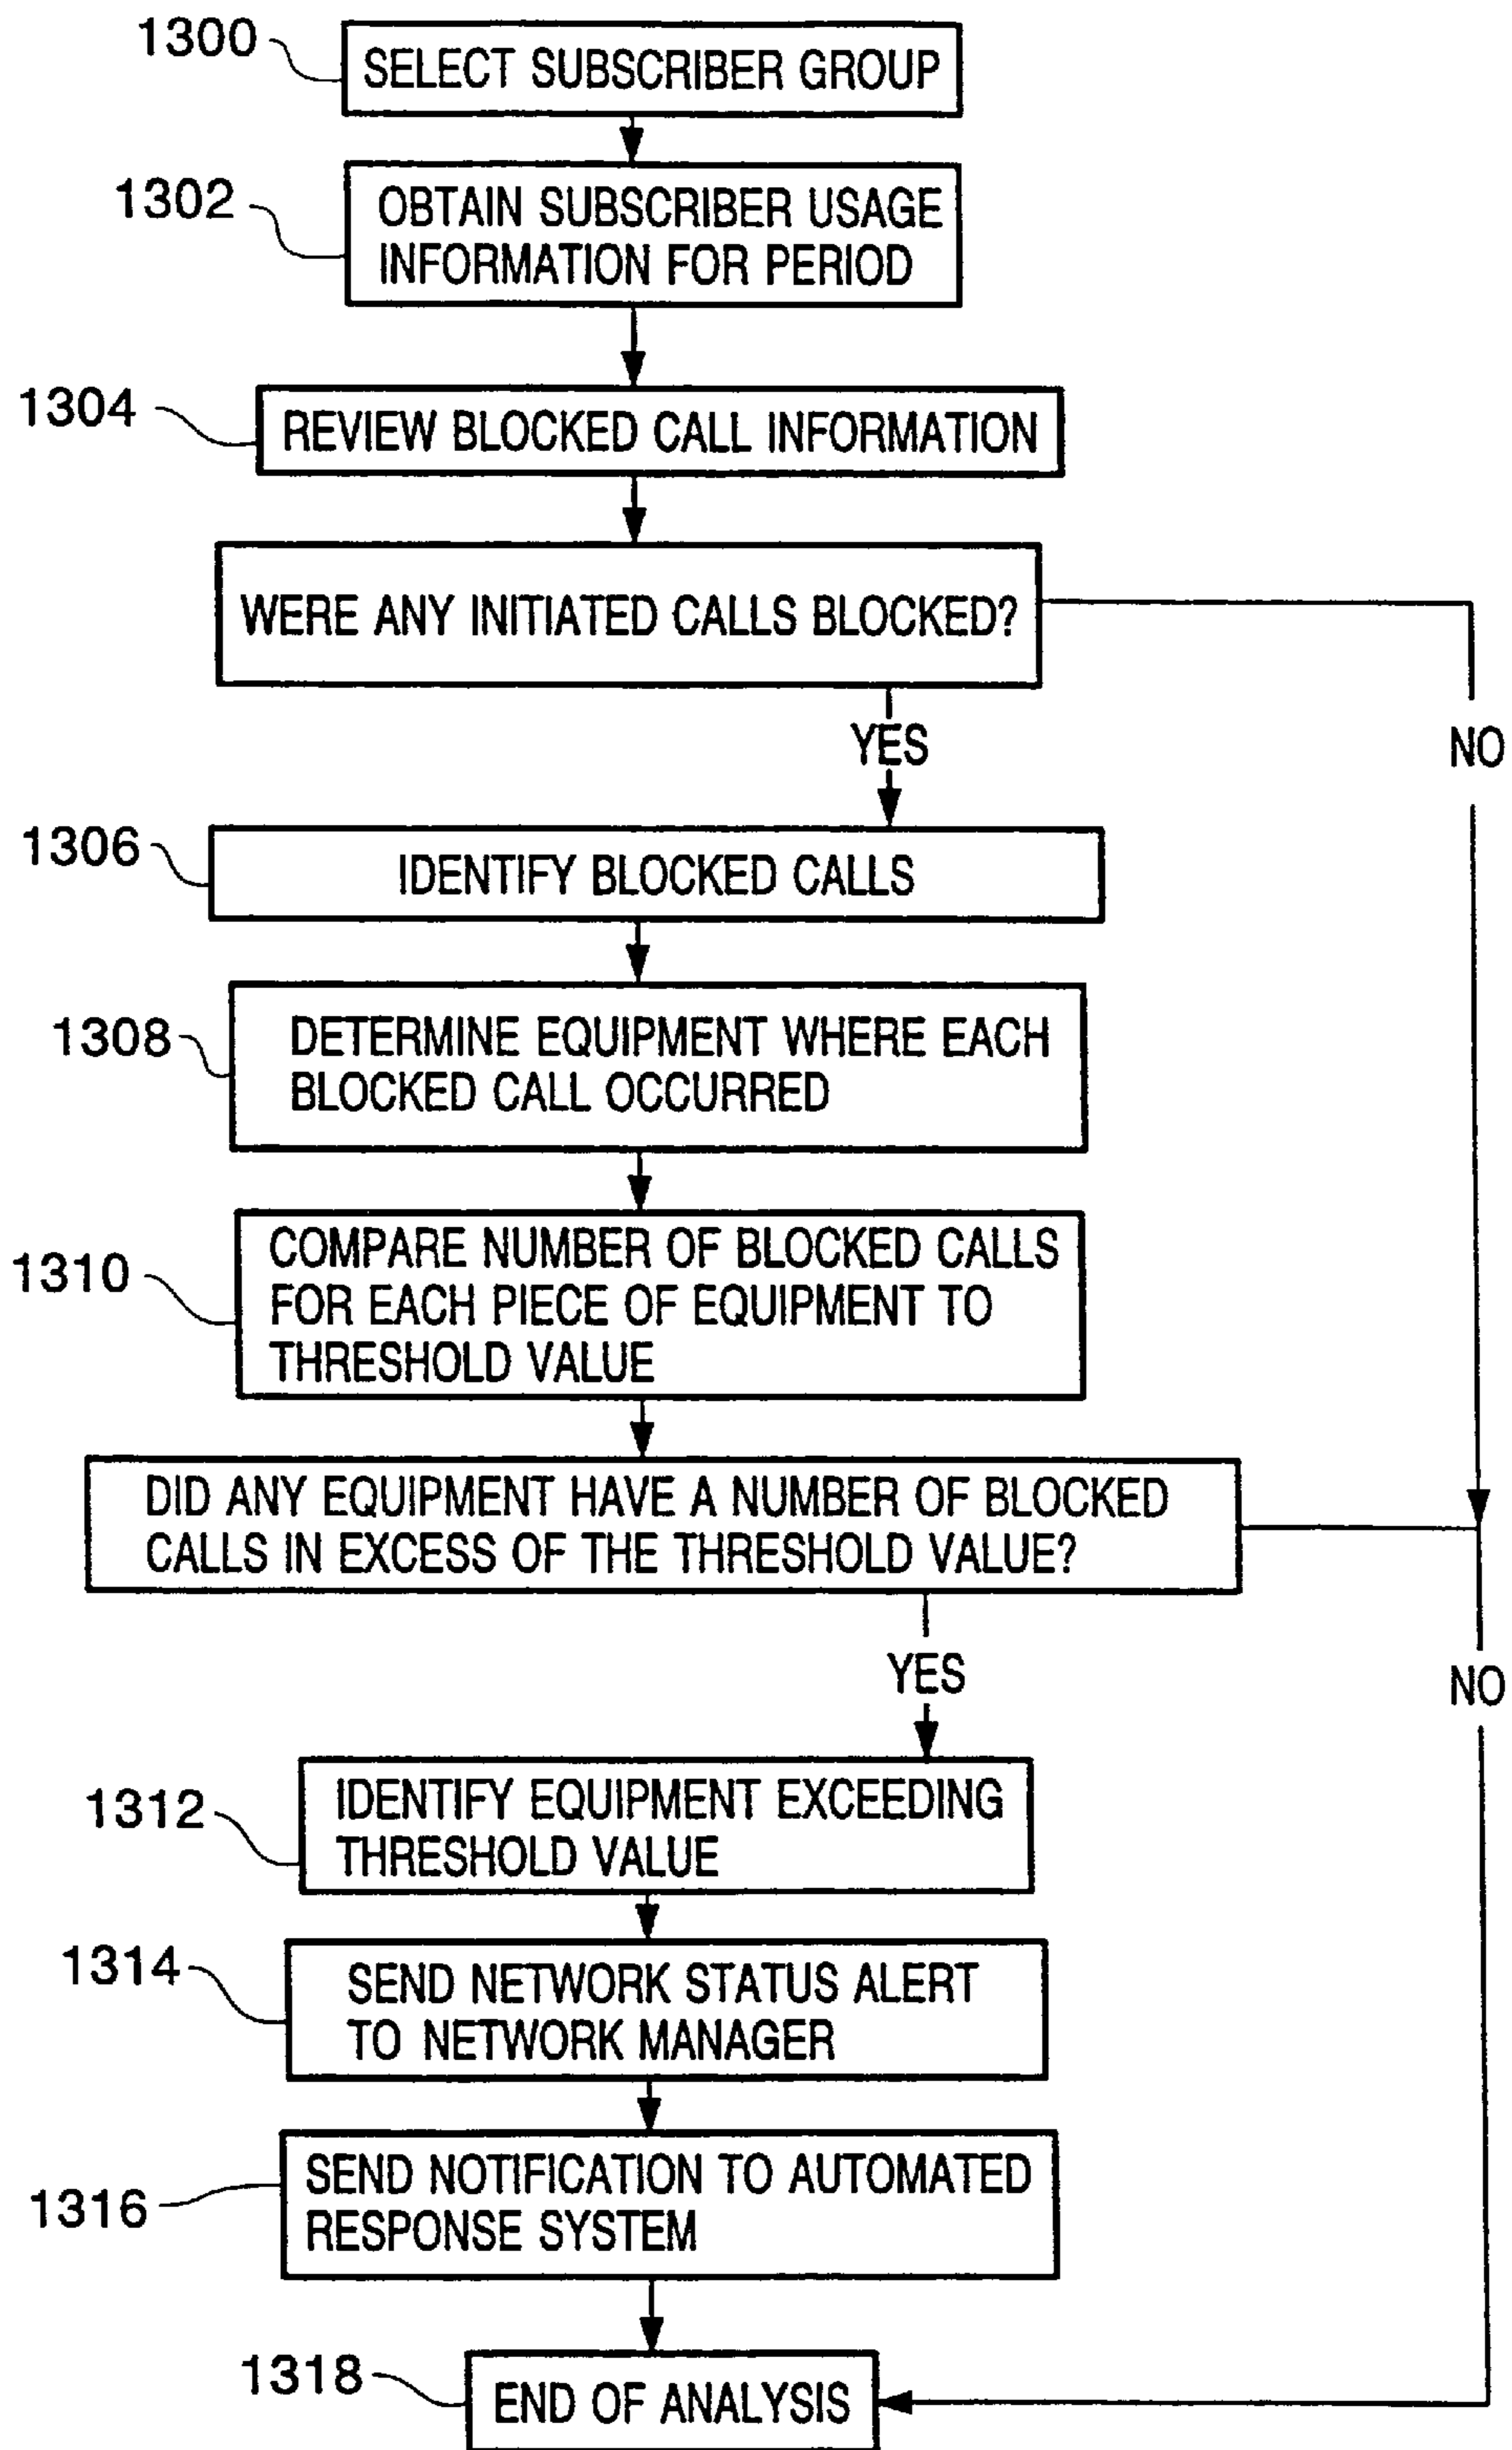 1300
SELECT SUBSCRIBER GROUP
1302
OBTAIN SUBSCRIBER USAGE
INFORMATION FOR PERIOD
1304
REVIEW BLOCKED CALL INFORMATION
WERE ANY INITIATED CALLS BLOCKED?
YES
NO
1306
IDENTIFY BLOCKED CALLS
1308
DETERMINE EQUIPMENT WHERE EACH
BLOCKED CALL OCCURRED
1310
COMPARE NUMBER OF BLOCKED CALLS
FOR EACH PIECE OF EQUIPMENT TO
THRESHOLD VALUE
DID ANY EQUIPMENT HAVE A NUMBER OF BLOCKED
CALLS IN EXCESS OF THE THRESHOLD VALUE?
YES
NO
1312
IDENTIFY EQUIPMENT EXCEEDING
THRESHOLD VALUE
1314
SEND NETWORK STATUS ALERT
TO NETWORK MANAGER
1316
SEND NOTIFICATION TO AUTOMATED
RESPONSE SYSTEM
1318
END OF ANALYSIS